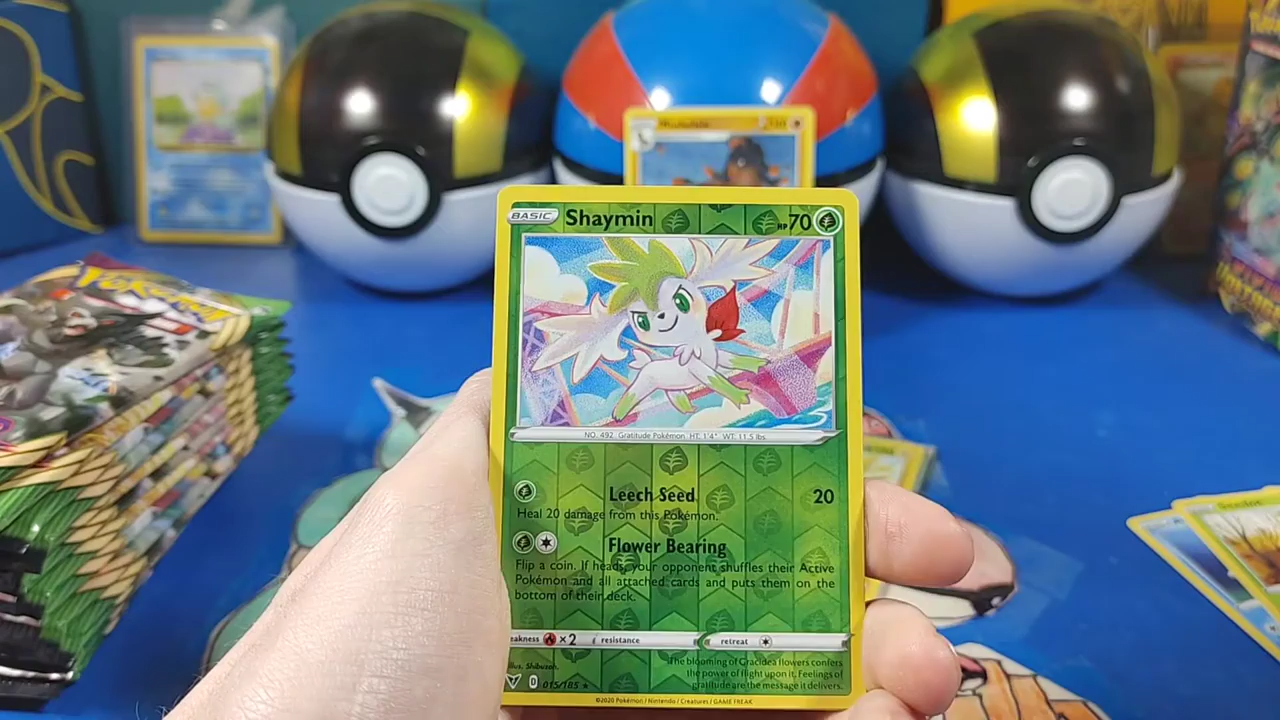 Pokémon
BASIC Shaymin HP 70
NO. 492 Gratitude Pokémon HT: 1'4" WT: 11.5 lbs.
Leech Seed 20
Heal 20 damage from this Pokémon.
Flower Bearing
Flip a coin. If heads, your opponent shuffles their Active
Pokémon and all attached cards and puts them on the
bottom of their deck.
eakness ×2 resistance retreat
Illus. Shibuzoh.
D 015/185 ★
The blooming of Gracidea flowers confers
the power of flight upon it. Feelings of
gratitude are the message it delivers.
©2020 Pokémon / Nintendo / Creatures / GAME FREAK